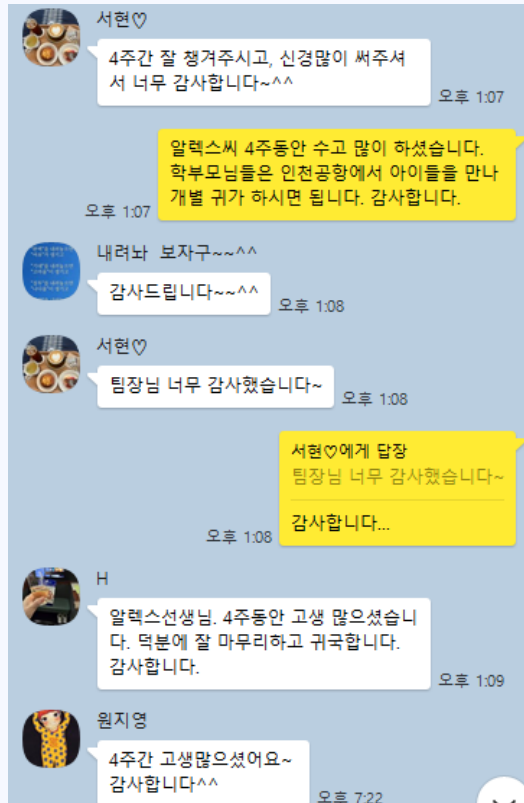 서현♡
4주간 잘 챙겨주시고, 신경많이 써주셔
서 너무 감사합니다~^^
오후 1:07
알렉스씨 4주동안 수고 많이 하셨습니다.
학부모님들은 인천공항에서 아이들을 만나
개별 귀가 하시면 됩니다. 감사합니다.
오후 1:07
내려놔 보자구~~^^
감사드립니다~~^^
오후 1:08
서현♡
팀장님 너무 감사했습니다~
오후 1:08
서현♡에게 답장
팀장님 너무 감사했습니다~
감사합니다...
오후 1:08
H
알렉스선생님. 4주동안 고생 많으셨습니
다. 덕분에 잘 마무리하고 귀국합니다.
감사합니다.
오후 1:09
원지영
4주간 고생많으셨어요~
감사합니다^^
오후 7:22